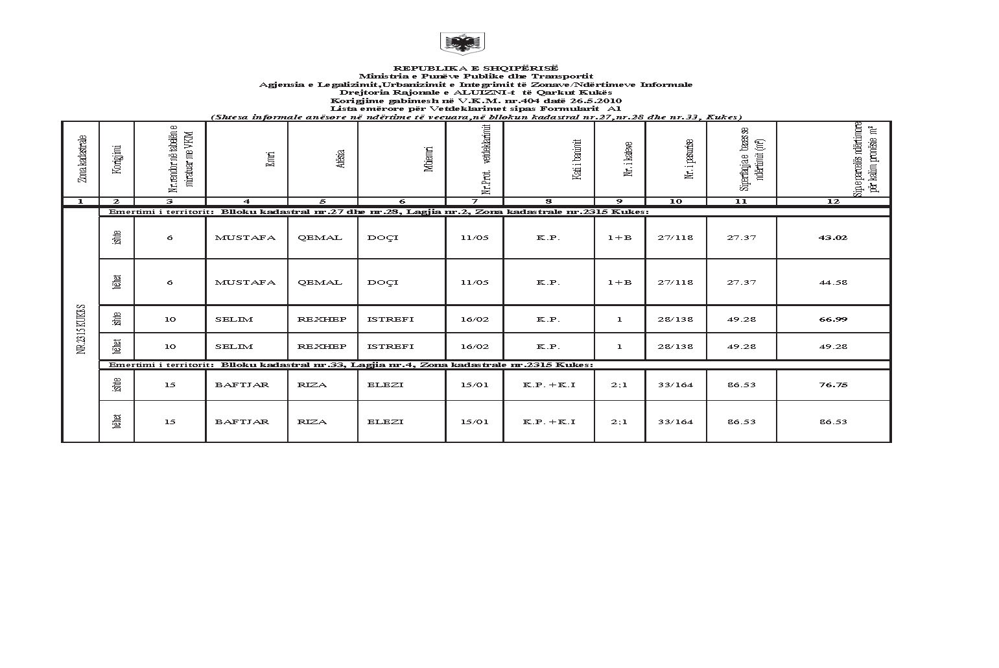 REPUBLIKA E SHQIPËRISË
Ministria e Punëve Publike dhe Transportit
Agjensia e Legalizimit,Urbanizimit e Integrimit të Zonave/Ndërtimeve Informale
Drejtoria Rajonale e ALUIZNI-t të Qarkut Kukës
Korigjime gabimesh në V.K.M. nr.404 datë 26.5.2010
Lista emërore për Vetdeklarimet sipas Formularit A1
(Shtesa informale anësore në ndërtime të vecuara,në bllokun kadastral nr.27,nr.28 dhe nr.33, Kukes)
Zona kadastrale
Korigjimi
Nr.rendor në tabelën e
miratuar me VKM
Emri
Atësia
Mbiemri
Nr.Prot. vetdeklarimit
Kati i banimit
Nr. i kateve
Nr. i pasurise
Siperfaqja e bazes se
ndërtimit (m²)
Sip.e parcelës ndërtimore
për kalim pronësie m²
1 2 3 4 5 6 7 8 9 10 11 12
NR.2315 KUKES
Emertimi i territorit: Blloku kadastral nr.27 dhe nr.28, Lagjia nr.2, Zona kadastrale nr.2315 Kukes:
ishte 6 MUSTAFA QEMAL DOÇI 11/05 K.P. 1+B 27/118 27.37 43.02
bëhet 6 MUSTAFA QEMAL DOÇI 11/05 K.P. 1+B 27/118 27.37 44.58
ishte 10 SELIM REXHEP ISTREFI 16/02 K.P. 1 28/138 49.28 66.99
bëhet 10 SELIM REXHEP ISTREFI 16/02 K.P. 1 28/138 49.28 49.28
Emertimi i territorit: Blloku kadastral nr.33, Lagjia nr.4, Zona kadastrale nr.2315 Kukes:
ishte 15 BAFTJAR RIZA ELEZI 15/01 K.P.+K.I 2;1 33/164 86.53 76.75
bëhet 15 BAFTJAR RIZA ELEZI 15/01 K.P.+K.I 2;1 33/164 86.53 86.53